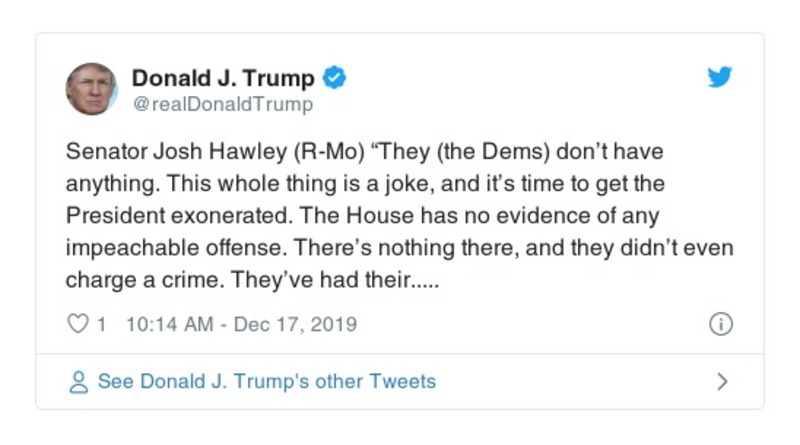 Donald J. Trump
@realDonaldTrump
Senator Josh Hawley (R-Mo) “They (the Dems) don’t have
anything. This whole thing is a joke, and it’s time to get the
President exonerated. The House has no evidence of any
impeachable offense. There’s nothing there, and they didn’t even
charge a crime. They’ve had their.....
1 10:14 AM - Dec 17, 2019
See Donald J. Trump's other Tweets